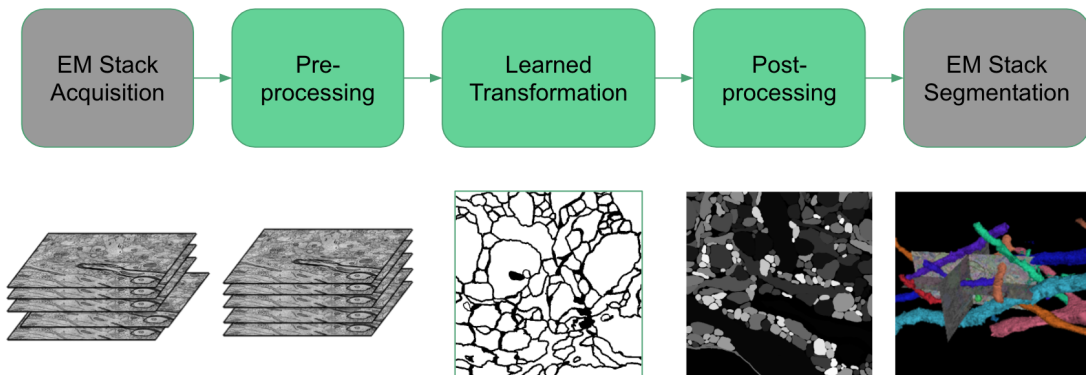 EM Stack
Acquisition
Pre-
processing
Learned
Transformation
Post-
processing
EM Stack
Segmentation